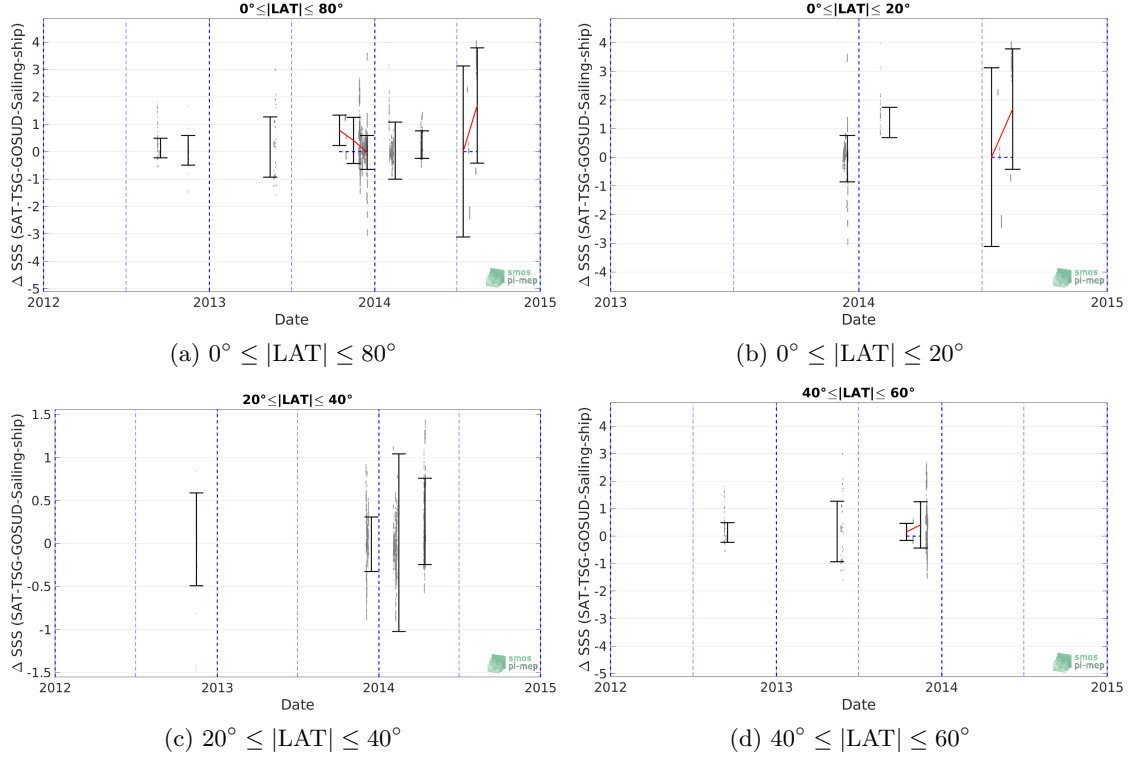 0°≤|LAT|≤ 80°
Δ SSS (SAT-TSG-GOSUD-Sailing-ship)
4
3
2
1
0
-1
-2
-3
-4
-5
2012
2013
2014
2015
Date
smos
pi-mep
(a) 0° ≤ |LAT| ≤ 80°
0°≤|LAT|≤ 20°
Δ SSS (SAT-TSG-GOSUD-Sailing-ship)
4
3
2
1
0
-1
-2
-3
-4
2013
2014
2015
Date
smos
pi-mep
(b) 0° ≤ |LAT| ≤ 20°
20°≤|LAT|≤ 40°
Δ SSS (SAT-TSG-GOSUD-Sailing-ship)
1.5
1
0.5
0
-0.5
-1
-1.5
2012
2013
2014
2015
Date
smos
pi-mep
(c) 20° ≤ |LAT| ≤ 40°
40°≤|LAT|≤ 60°
Δ SSS (SAT-TSG-GOSUD-Sailing-ship)
4
3
2
1
0
-1
-2
-3
-4
-5
2012
2013
2014
2015
Date
smos
pi-mep
(d) 40° ≤ |LAT| ≤ 60°